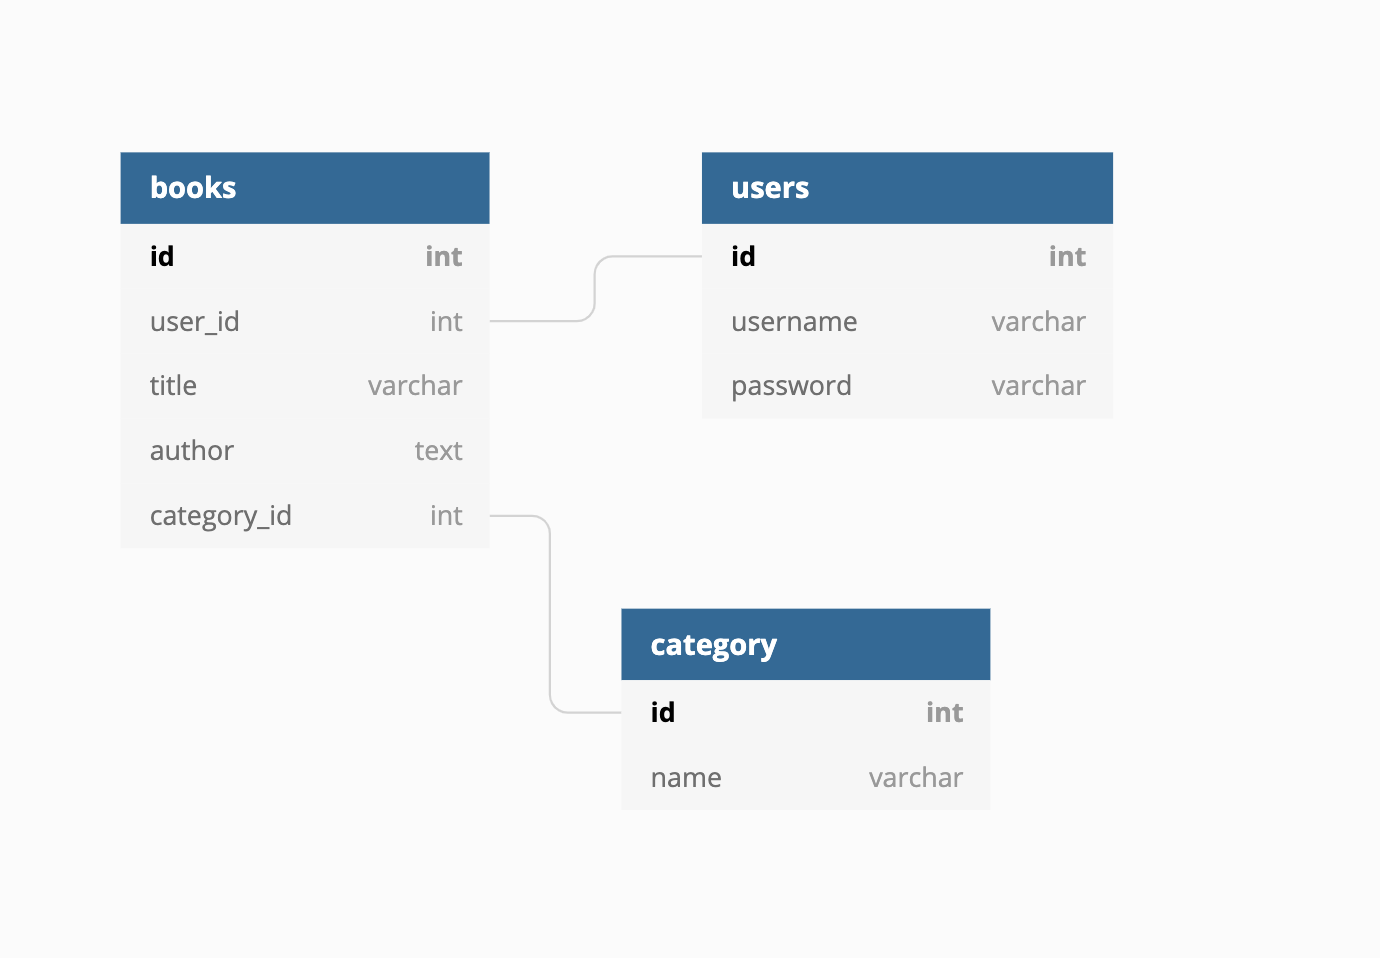 books
id int
user_id int
title varchar
author text
category_id int
users
id int
username varchar
password varchar
category
id int
name varchar